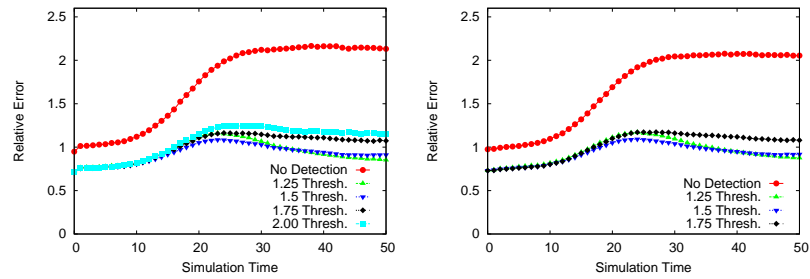 2.5
2
1.5
1
0.5
0
Relative Error
0 10 20 30 40 50
Simulation Time
No Detection
1.25 Thresh.
1.5 Thresh.
1.75 Thresh.
2.00 Thresh.
2.5
2
1.5
1
0.5
0
Relative Error
0 10 20 30 40 50
Simulation Time
No Detection
1.25 Thresh.
1.5 Thresh.
1.75 Thresh.